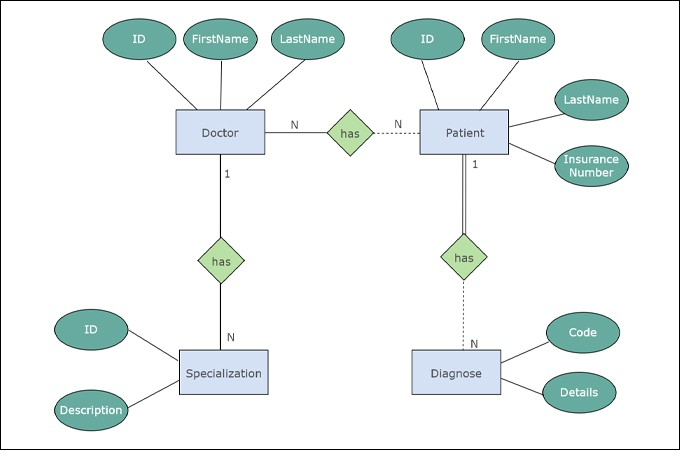 ID
FirstName
LastName
ID
FirstName
LastName
Doctor
N
has
N
Patient
Insurance
Number
1
1
has
has
ID
N
N
Code
Specialization
Diagnose
Description
Details